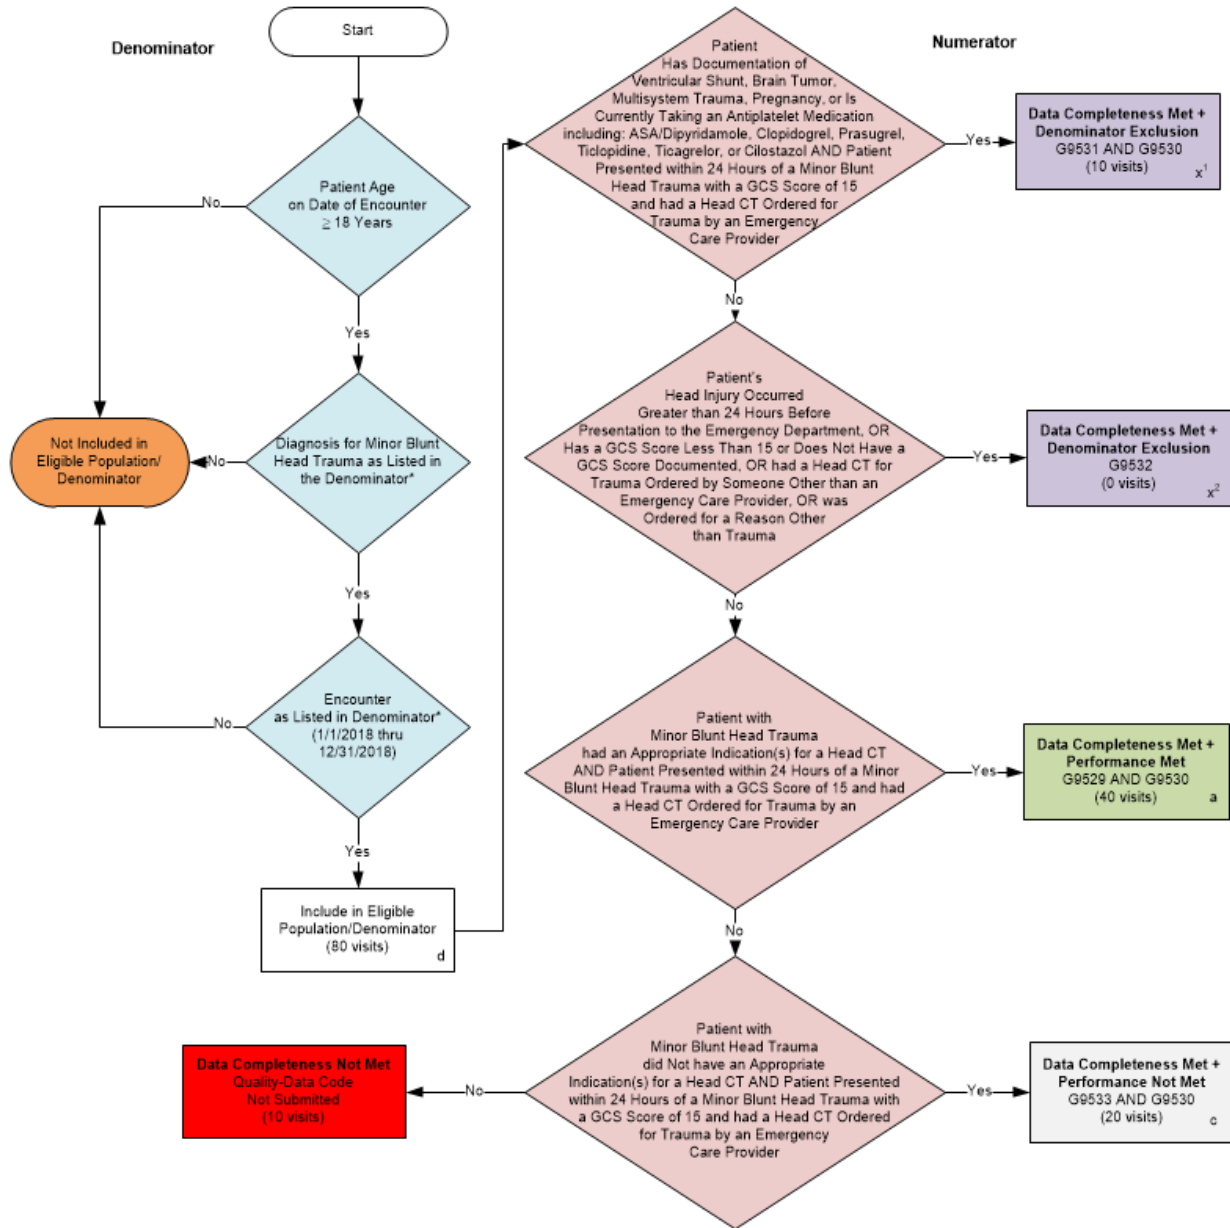 Denominator
Start
Numerator
Patient Age
on Date of Encounter
≥ 18 Years
No
Yes
Diagnosis for Minor Blunt
Head Trauma as Listed in
the Denominator*
No
Not Included in
Eligible Population/
Denominator
Yes
Encounter
as Listed in Denominator*
(1/1/2018 thru
12/31/2018)
No
Yes
Include in Eligible
Population/Denominator
(80 visits)
d
Patient
Has Documentation of
Ventricular Shunt, Brain Tumor,
Multisystem Trauma, Pregnancy, or Is
Currently Taking an Antiplatelet Medication
including: ASA/Dipyridamole, Clopidogrel, Prasugrel,
Ticlopidine, Ticagrelor, or Cilostazol AND Patient
Presented within 24 Hours of a Minor Blunt
Head Trauma with a GCS Score of 15
and had a Head CT Ordered for
Trauma by an Emergency
Care Provider
Yes
Data Completeness Met +
Denominator Exclusion
G9531 AND G9530
(10 visits)
x1
No
Patient's
Head Injury Occurred
Greater than 24 Hours Before
Presentation to the Emergency Department, OR
Has a GCS Score Less Than 15 or Does Not Have a
GCS Score Documented, OR had a Head CT for
Trauma Ordered by Someone Other than an
Emergency Care Provider, OR was
Ordered for a Reason Other
than Trauma
Yes
Data Completeness Met +
Denominator Exclusion
G9532
(0 visits)
x2
No
Patient with
Minor Blunt Head Trauma
had an Appropriate Indication(s) for a Head CT
AND Patient Presented within 24 Hours of a Minor
Blunt Head Trauma with a GCS Score of 15 and had
a Head CT Ordered for Trauma by an
Emergency Care Provider
Yes
Data Completeness Met +
Performance Met
G9529 AND G9530
(40 visits)
a
No
Patient with
Minor Blunt Head Trauma
did Not have an Appropriate
Indication(s) for a Head CT AND Patient Presented
within 24 Hours of a Minor Blunt Head Trauma with
a GCS Score of 15 and had a Head CT Ordered
for Trauma by an Emergency
Care Provider
Yes
Data Completeness Met +
Performance Not Met
G9533 AND G9530
(20 visits)
c
No
Data Completeness Not Met
Quality-Data Code
Not Submitted
(10 visits)